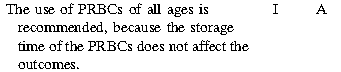 The use of PRBCs of all ages is I A
recommended, because the storage
time of the PRBCs does not affect the
outcomes.